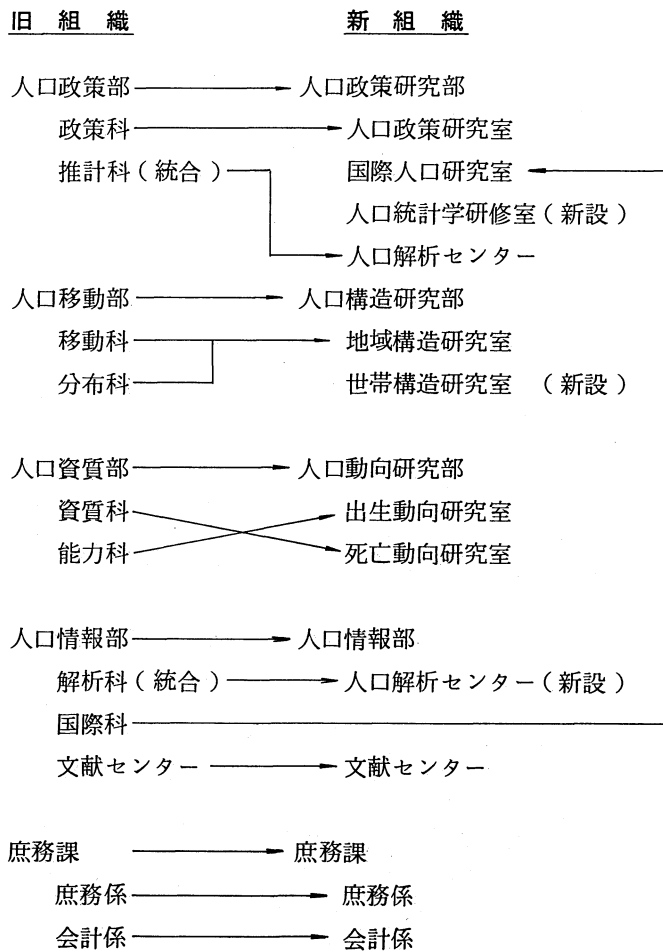 旧組織 新組織
人口政策部 人口政策研究部
政策科 人口政策研究室
推計科(統合) 国際人口研究室
人口統計学研修室(新設)
人口解析センター
人口移動部 人口構造研究部
移動科 地域構造研究室
分布科 世帯構造研究室 (新設)
人口資質部 人口動向研究部
資質科 出生動向研究室
能力科 死亡動向研究室
人口情報部 人口情報部
解析科(統合) 人口解析センター(新設)
国際科
文献センター 文献センター
庶務課 庶務課
庶務係 庶務係
会計係 会計係